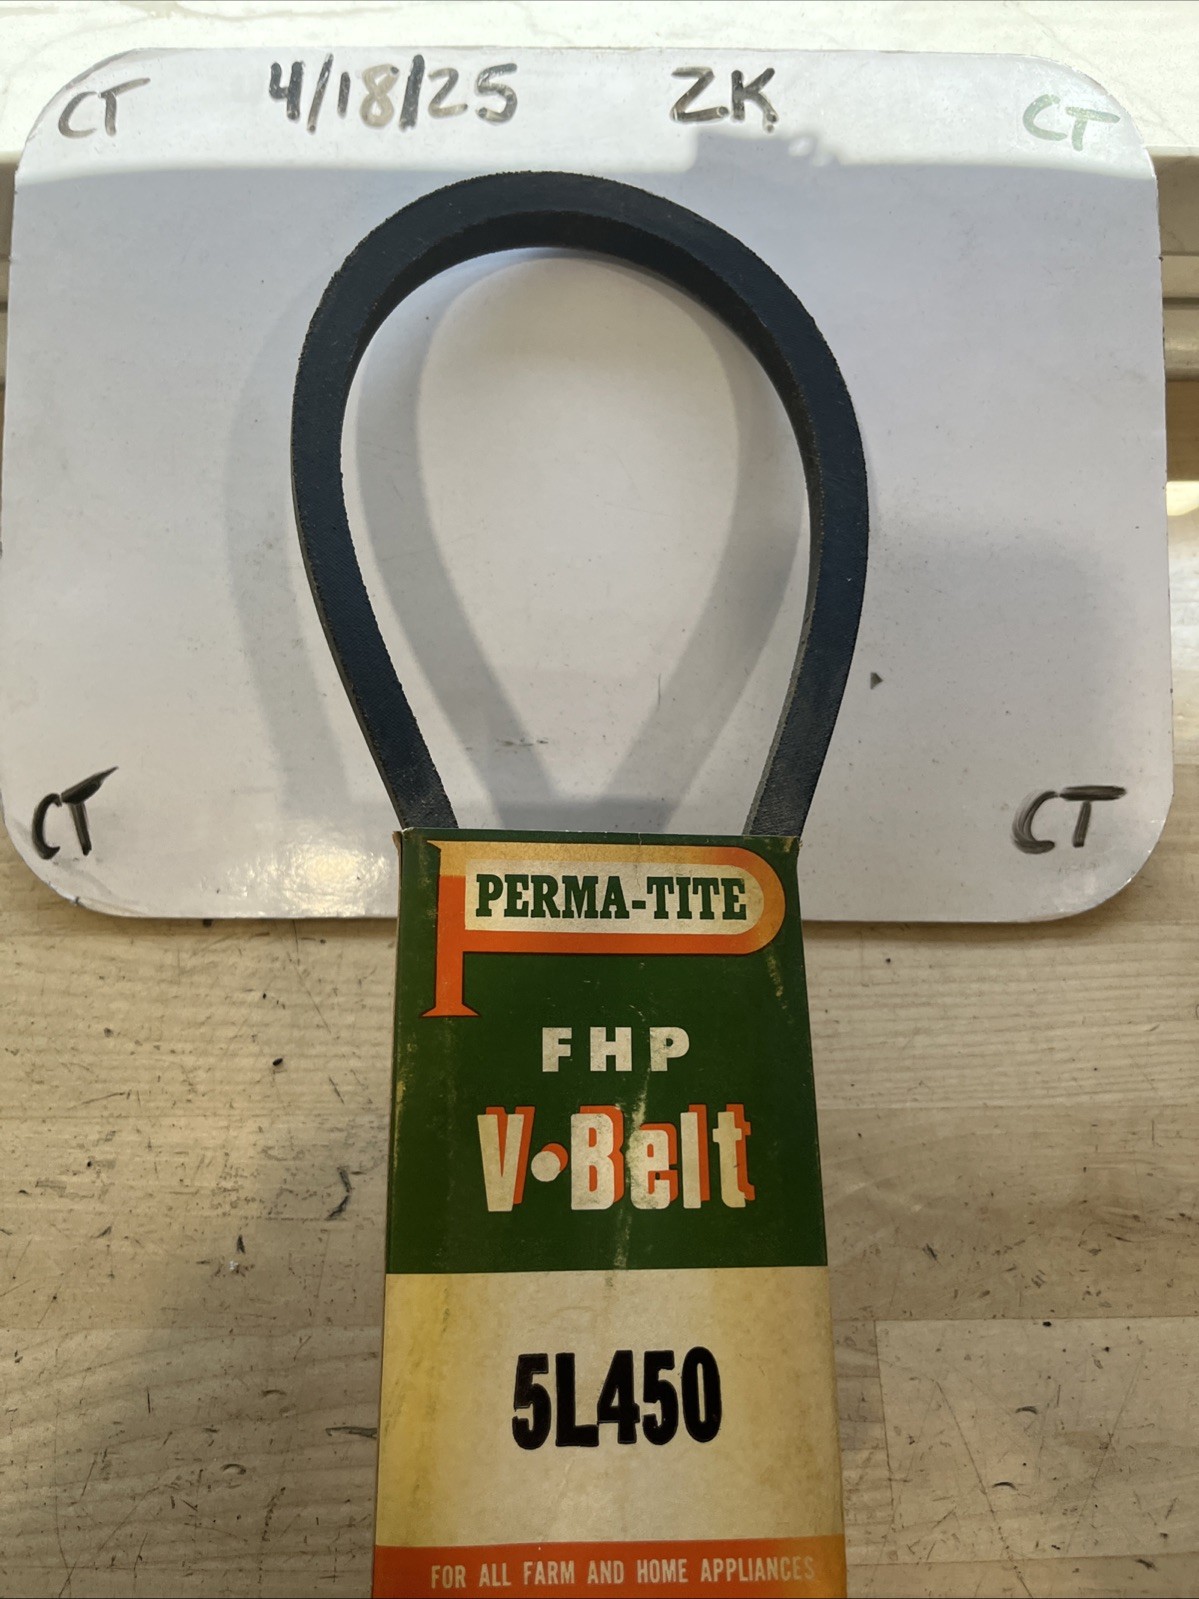 CT 4/18/25 ZK CT
CT CT
PERMA-TITE
FHP
V•Belt
5L450
FOR ALL FARM AND HOME APPLIANCES